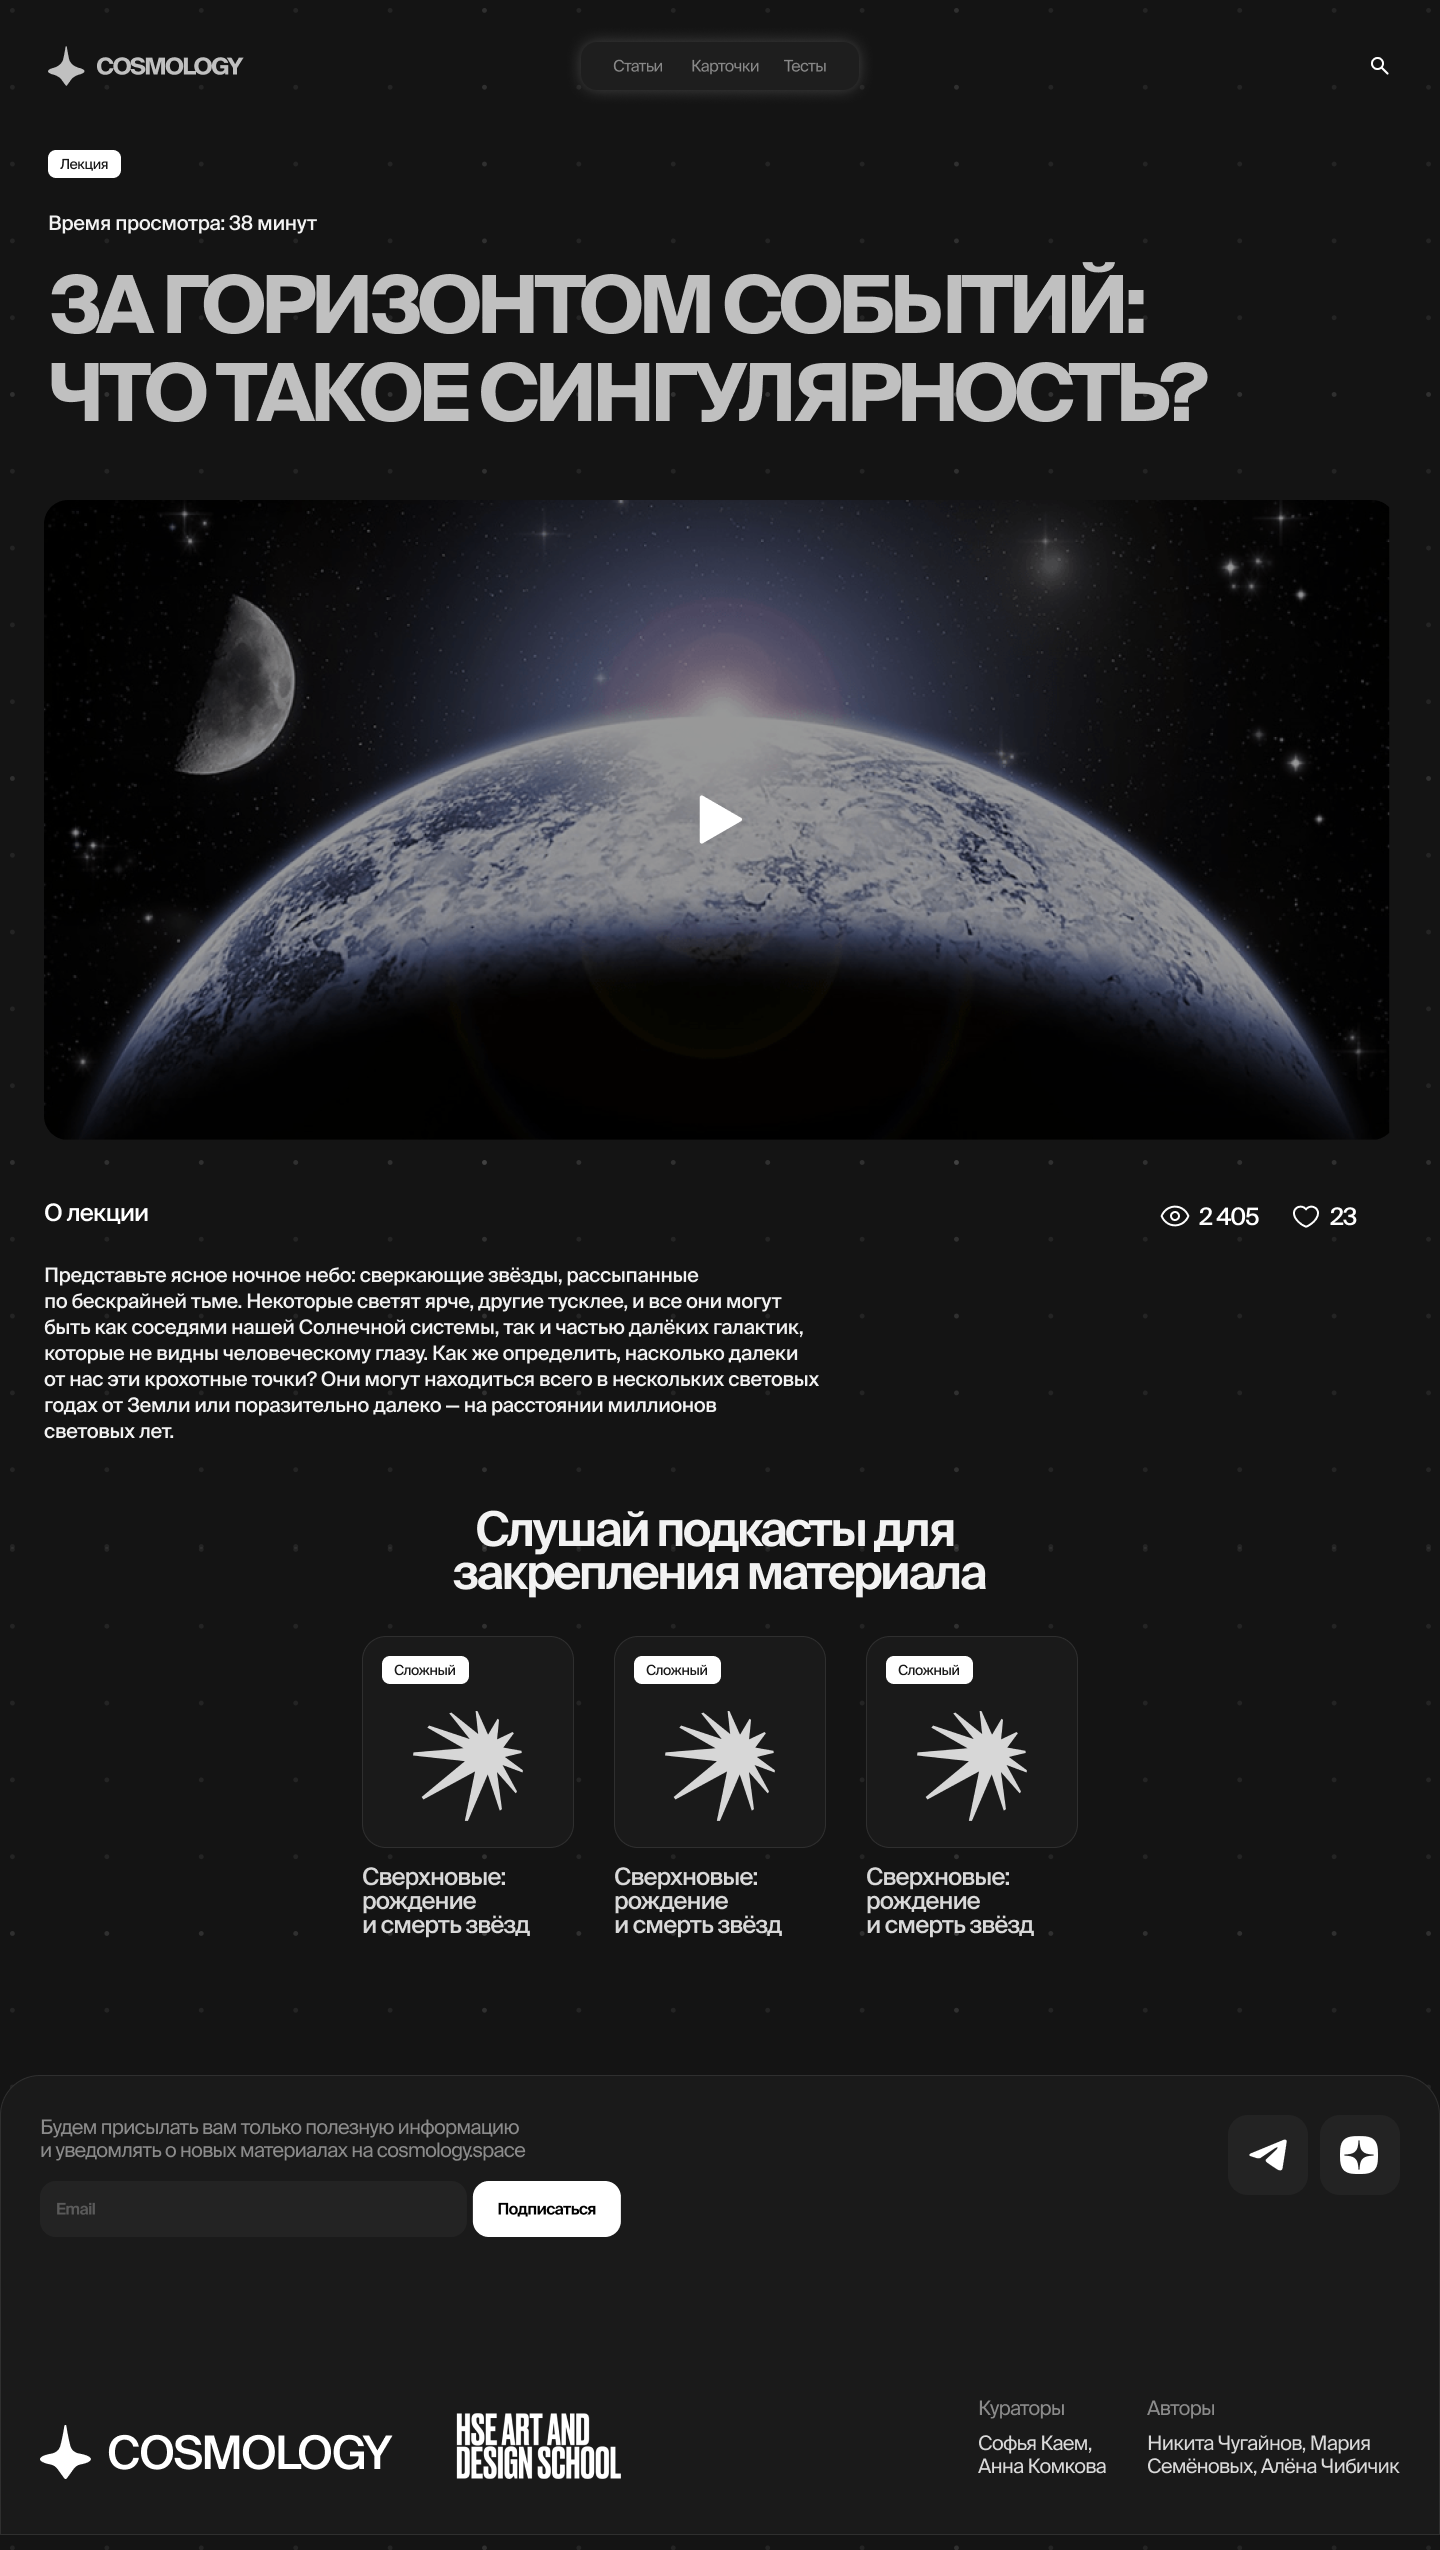 COSMOLOGY
Статьи Карточки Тесты
Лекция
Время просмотра: 38 минут
ЗА ГОРИЗОНТОМ СОБЫТИЙ:
ЧТО ТАКОЕ СИНГУЛЯРНОСТЬ?
О лекции
2 405 23
Представьте ясное ночное небо: сверкающие звёзды, рассыпанные
по бескрайней тьме. Некоторые светят ярче, другие тусклее, и все они могут
быть как соседями нашей Солнечной системы, так и частью далёких галактик,
которые не видны человеческому глазу. Как же определить, насколько далеки
от нас эти крохотные точки? Они могут находиться всего в нескольких световых
годах от Земли или поразительно далеко — на расстоянии миллионов
световых лет.
Слушай подкасты для
закрепления материала
Сложный
Сверхновые:
рождение
и смерть звёзд
Сложный
Сверхновые:
рождение
и смерть звёзд
Сложный
Сверхновые:
рождение
и смерть звёзд
Будем присылать вам только полезную информацию
и уведомлять о новых материалах на cosmology.space
Email
Подписаться
COSMOLOGY
HSE ART AND
DESIGN SCHOOL
Кураторы
Софья Каем,
Анна Комкова
Авторы
Никита Чугайнов, Мария
Семёновых, Алёна Чибичик